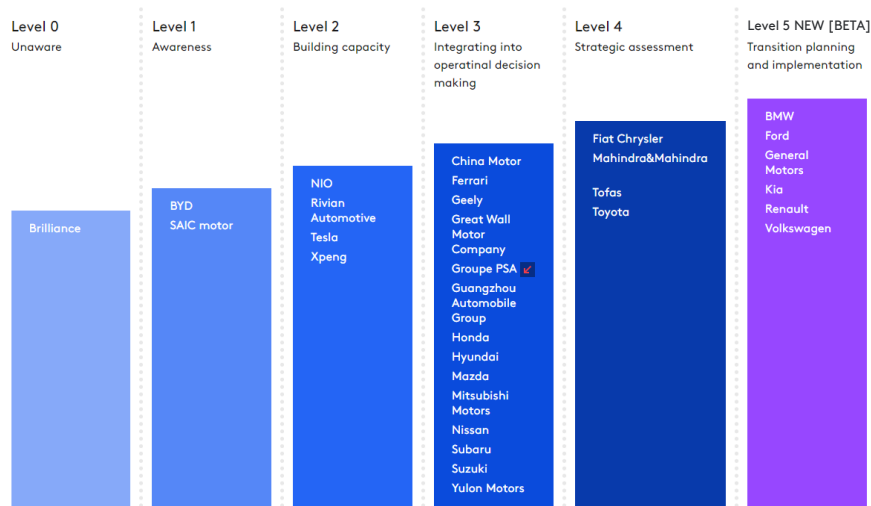 Level 0
Unaware
Brilliance
Level 1
Awareness
BYD
SAIC motor
Level 2
Building capacity
NIO
Rivian
Automotive
Tesla
Xpeng
Level 3
Integrating into
operatinal decision
making
China Motor
Ferrari
Geely
Great Wall
Motor
Company
Groupe PSA
Guangzhou
Automobile
Group
Honda
Hyundai
Mazda
Mitsubishi
Motors
Nissan
Subaru
Suzuki
Yulon Motors
Level 4
Strategic assessment
Fiat Chrysler
Mahindra&Mahindra
Tofas
Toyota
Level 5 NEW [BETA]
Transition planning
and implementation
BMW
Ford
General
Motors
Kia
Renault
Volkswagen